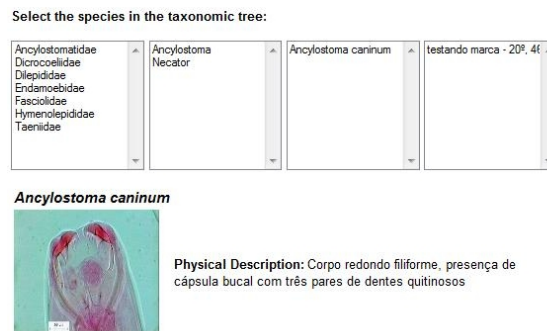 Select the species in the taxonomic tree:
Ancylostomatidae
Dicrocoeliidae
Dilepididae
Endamoebidae
Fasciolidae
Hymenolepididae
Taeniidae
Ancylostoma
Necator
Ancylostoma caninum
testando marca - 20º, 46
Ancylostoma caninum
Physical Description: Corpo redondo filiforme, presença de
cápsula bucal com três pares de dentes quitinosos